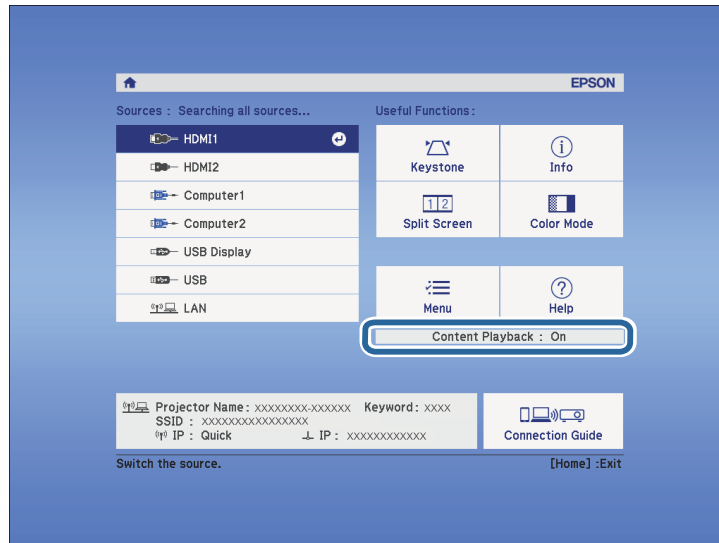 EPSON
Sources : Searching all sources...
HDMI1
HDMI2
Computer1
Computer2
USB Display
USB
LAN
Useful Functions:
Keystone
Info
1 2
Split Screen
Color Mode
Menu
Help
Content Playback : On
Projector Name: xxxxxxxx-xxxxxx Keyword: xxxx
SSID : xxxxxxxxxxxxxxxx
IP : Quick IP : xxxxxxxxxxxx
Connection Guide
Switch the source. [Home] :Exit